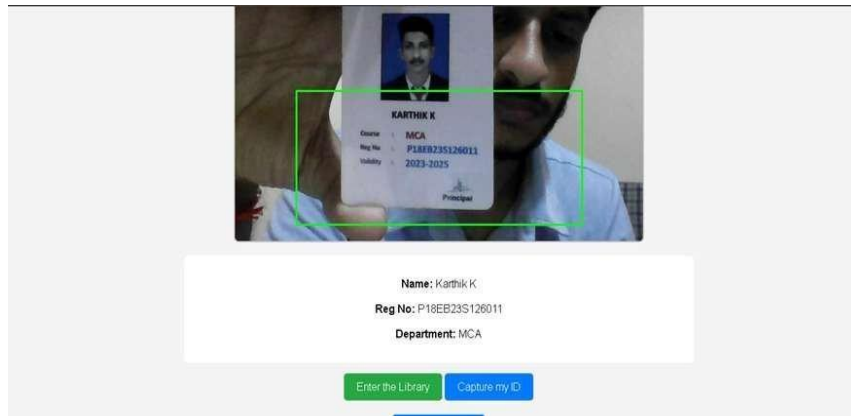 KARTHIK K
Course : MCA
Reg No : P18EB23S126011
Validity : 2023-2025
Principal
Name: Karthik K
Reg No: P18EB23S126011
Department: MCA
Enter the Library Capture my ID